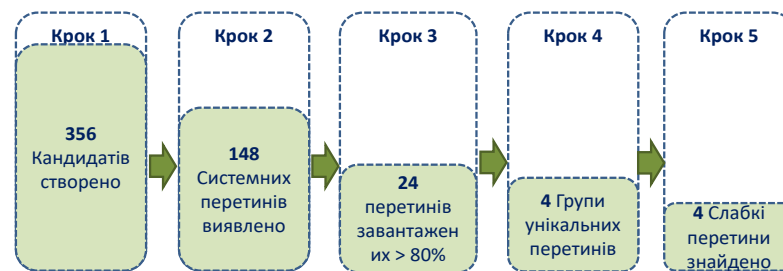 Крок 1
356
Кандидатів
створено
Крок 2
148
Системних
перетинів
виявлено
Крок 3
24
перетинів
завантажен
их > 80%
Крок 4
4 Групи
унікальних
перетинів
Крок 5
4 Слабкі
перетини
знайдено